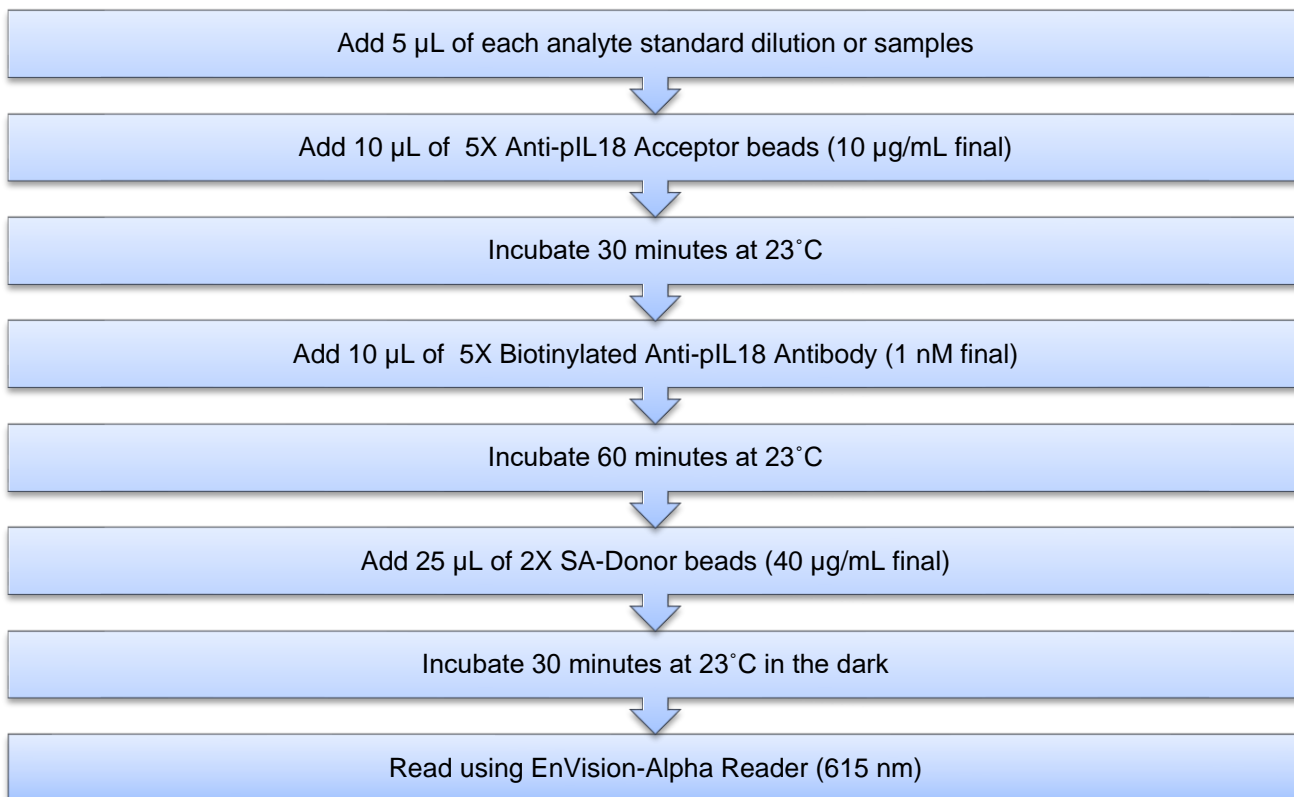 Add 5 µL of each analyte standard dilution or samples
Add 10 µL of  5X Anti-pIL18 Acceptor beads (10 µg/mL final)
Incubate 30 minutes at 23˚C
Add 10 µL of  5X Biotinylated Anti-pIL18 Antibody (1 nM final)
Incubate 60 minutes at 23˚C
Add 25 µL of 2X SA-Donor beads (40 µg/mL final)
Incubate 30 minutes at 23˚C in the dark
Read using EnVision-Alpha Reader (615 nm)